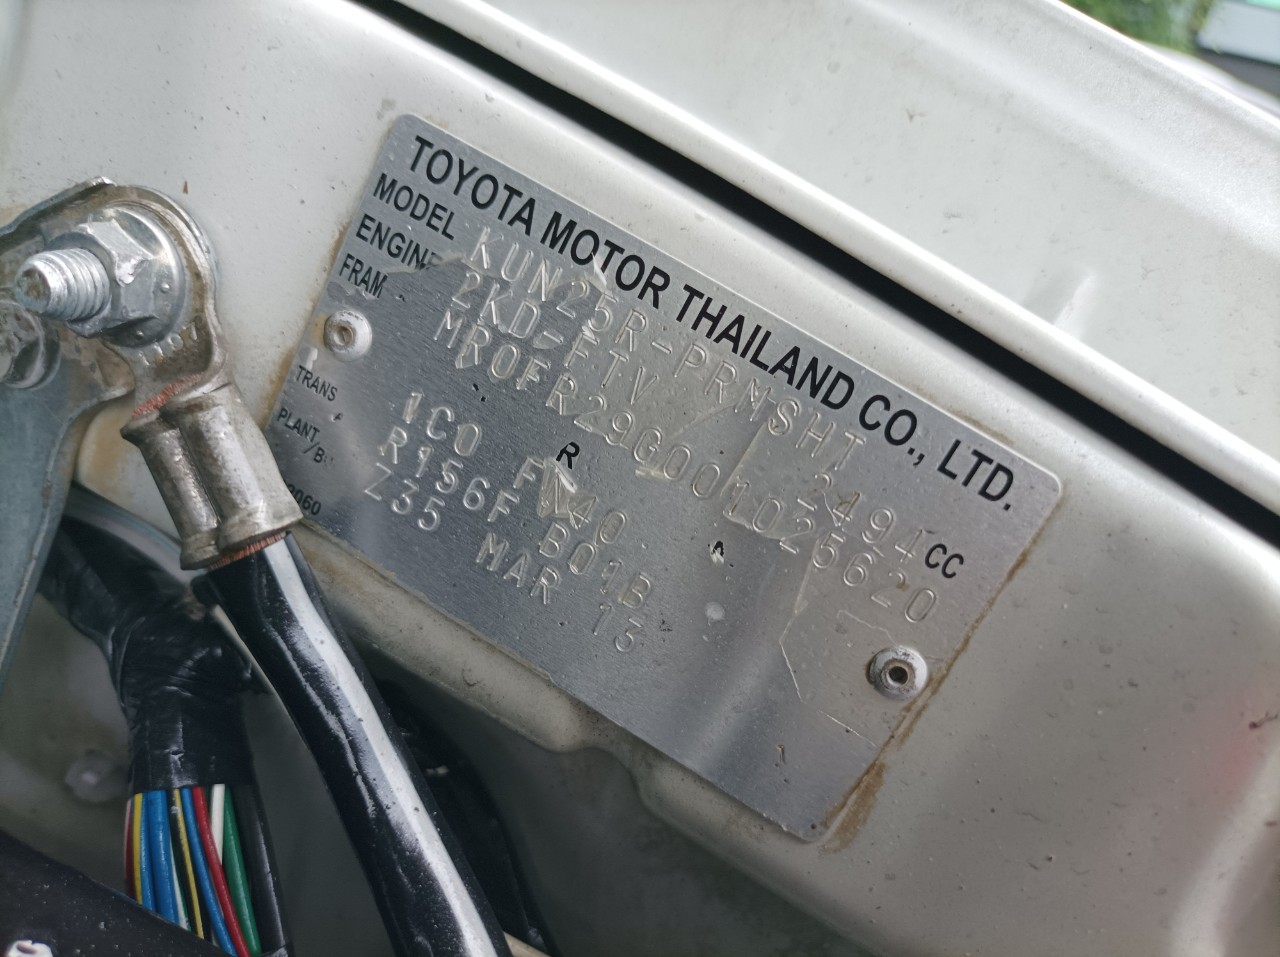 TOYOTA MOTOR THAILAND CO., LTD.
MODEL KUN25R-PRMSHT
ENGINE 2KD-FTV 2494 CC
FRAM MR0FR29G001025620
R
1C0 FW40
TRANS R156F B01B
PLANT Z35 MAR 13